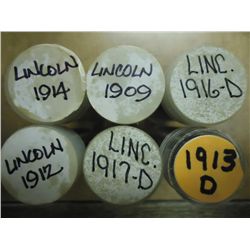 LINCOLN
1914
LINCOLN
1909
LINC.
1916-D
LINCOLN
1912
LINC.
1917-D
1913
D